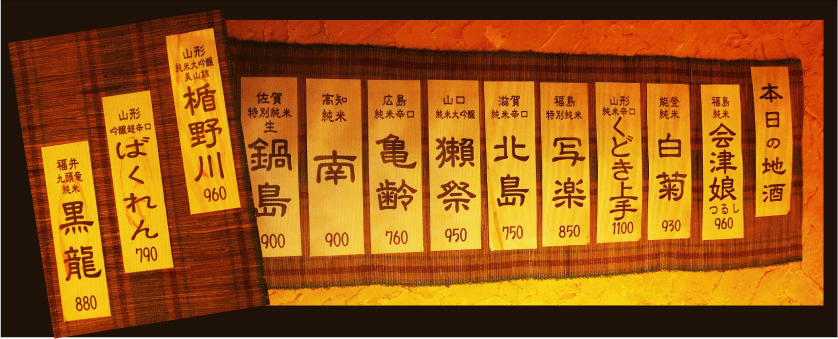 本日の地酒
福島
純米
会津娘
つるし
960
能登
純米
白菊
930
山形
純米辛口
くどき上手
1100
福島
特別純米
写楽
850
滋賀
純米辛口
北島
750
山口
純米大吟醸
獺祭
950
広島
純米辛口
亀齢
760
高知
純米
南
900
佐賀
特別純米
生
鍋島
900
山形
純米大吟醸
美山錦
楯野川
960
山形
吟醸超辛口
ばくれん
790
福井
九頭竜
純米
黒龍
880